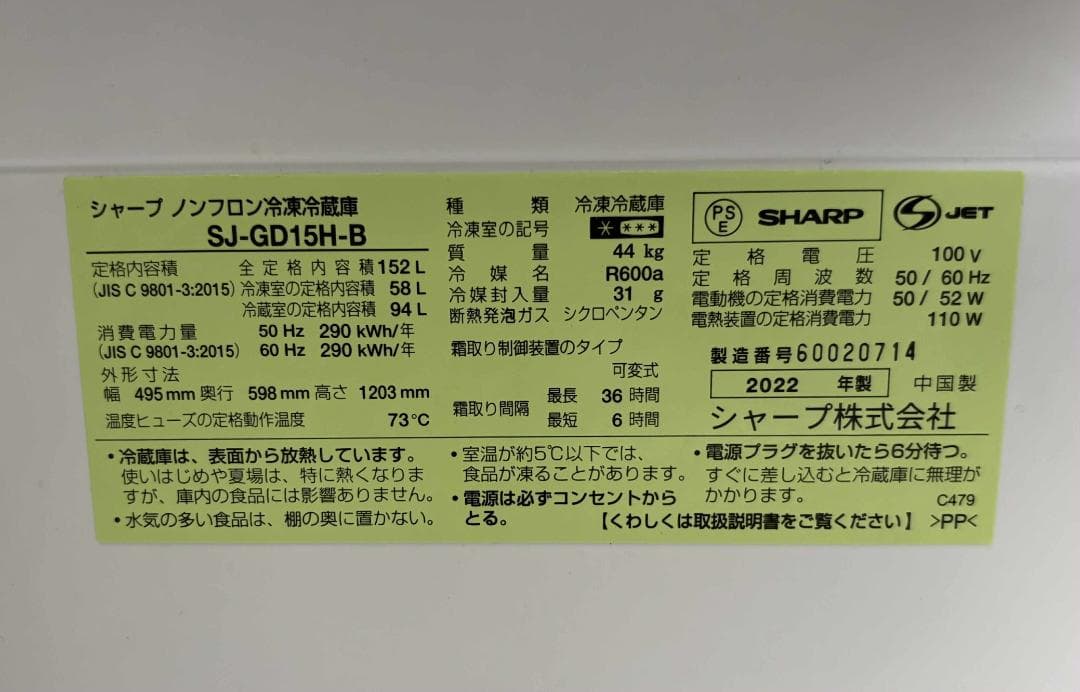 シャープ ノンフロン冷凍冷蔵庫
SJ-GD15H-B
定格内容積 全定格内容積 152 L
(JIS C 9801-3:2015) 冷凍室の定格内容積 58 L
冷蔵室の定格内容積 94 L
消費電力量 50 Hz 290 kWh/年
(JIS C 9801-3:2015) 60 Hz 290 kWh/年
外形寸法
幅 495 mm 奥行 598 mm 高さ 1203 mm
温度ヒューズの定格動作温度 73℃
種類 冷凍冷蔵庫
冷凍室の記号 * ***
質量 44 kg
冷媒名 R600a
冷媒封入量 31 g
断熱発泡ガス シクロペンタン
霜取り制御装置のタイプ
可変式
霜取り間隔 最長 36 時間
最短 6 時間
PSE SHARP JET
定格電圧 100 V
定格周波数 50 / 60 Hz
電動機の定格消費電力 50 / 52 W
電熱装置の定格消費電力 110 W
製造番号 60020714
2022 年製 中国製
シャープ株式会社
・冷蔵庫は、表面から放熱しています。
使いはじめや夏場は、特に熱くなりま
すが、庫内の食品には影響ありません。
・水気の多い食品は、棚の奥に置かない。
・室温が約5℃以下では、
食品が凍ることがあります。
・電源は必ずコンセントから
とる。
・電源プラグを抜いたら6分待つ。
すぐに差し込むと冷蔵庫に無理が
かかります。 C479
【くわしくは取扱説明書をご覧ください】 >PP<